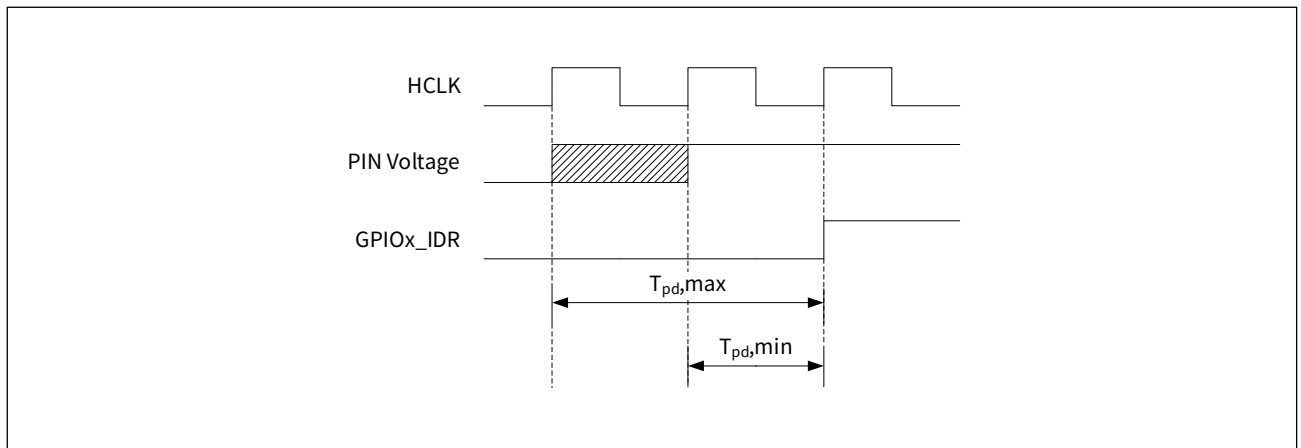 HCLK
PIN Voltage
GPIOx_IDR
Tpd,max
Tpd,min